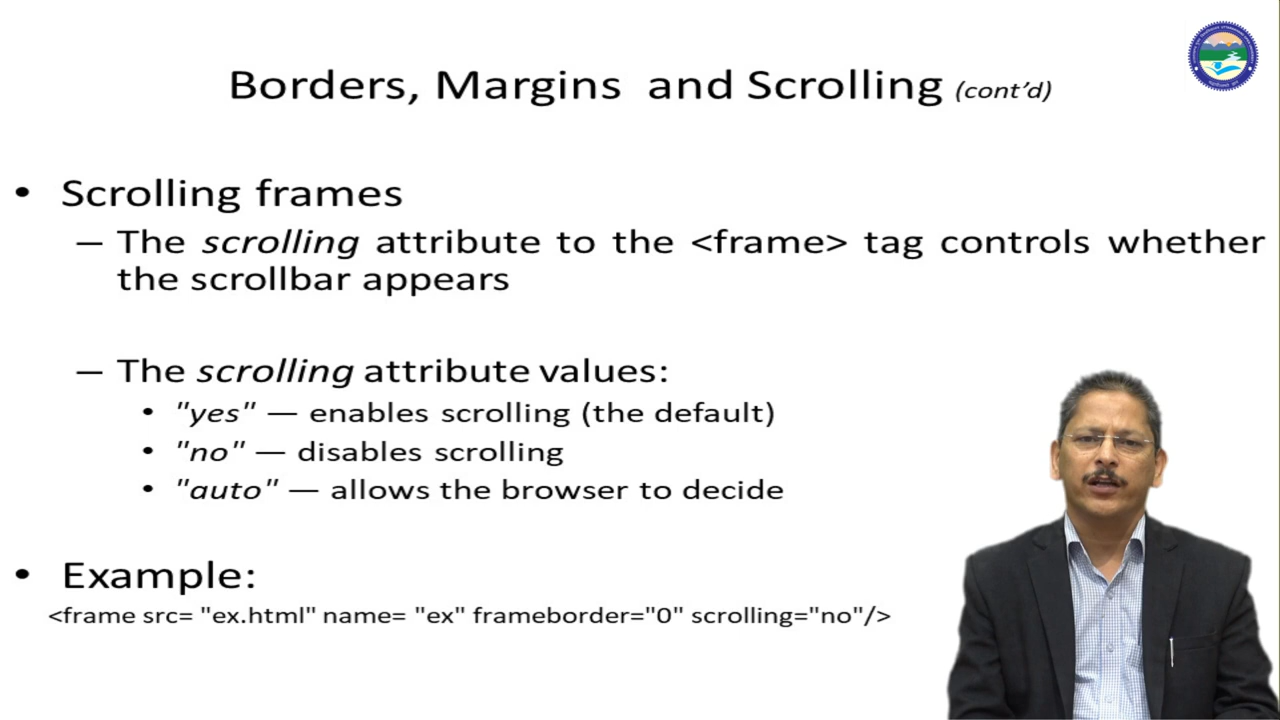 Borders, Margins and Scrolling (cont'd)
• Scrolling frames
– The scrolling attribute to the <frame> tag controls whether
the scrollbar appears
– The scrolling attribute values:
• "yes" — enables scrolling (the default)
• "no" — disables scrolling
• "auto" — allows the browser to decide
• Example:
<frame src= "ex.html" name= "ex" frameborder="0" scrolling="no"/>